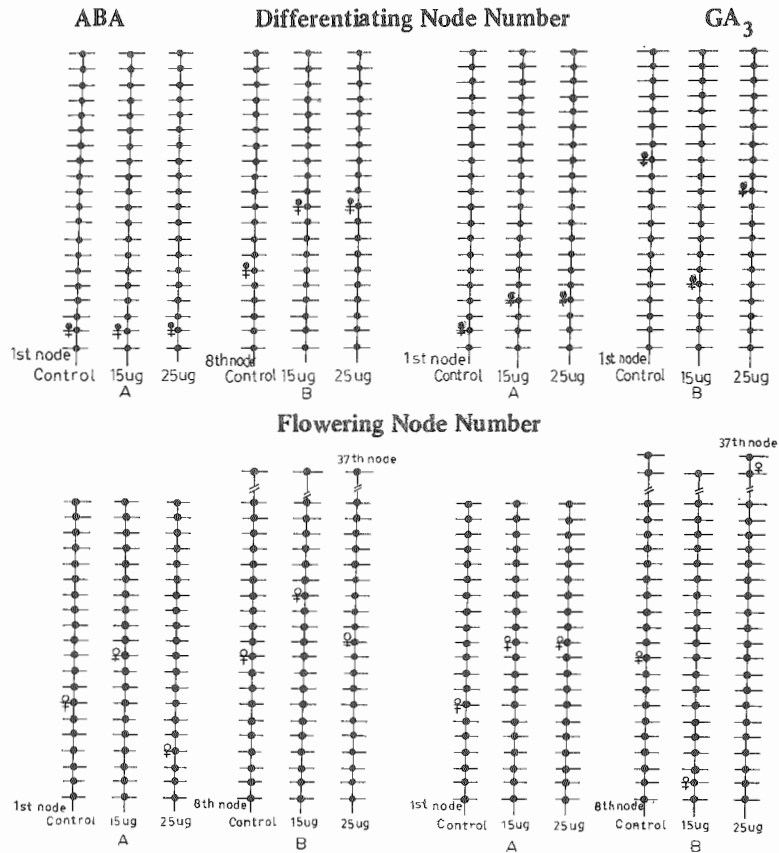 ABA Differentiating Node Number GA3
1st node
Control 15ug 25ug
A
8th node
Control 15ug 25ug
B
1st node
Control 15ug 25ug
A
1st node
Control 15ug 25ug
B
Flowering Node Number
37th node
37th node
1st node
Control 15ug 25ug
A
8th node
Control 15ug 25ug
B
1st node
Control 15ug 25ug
A
8th node
Control 15ug 25ug
B